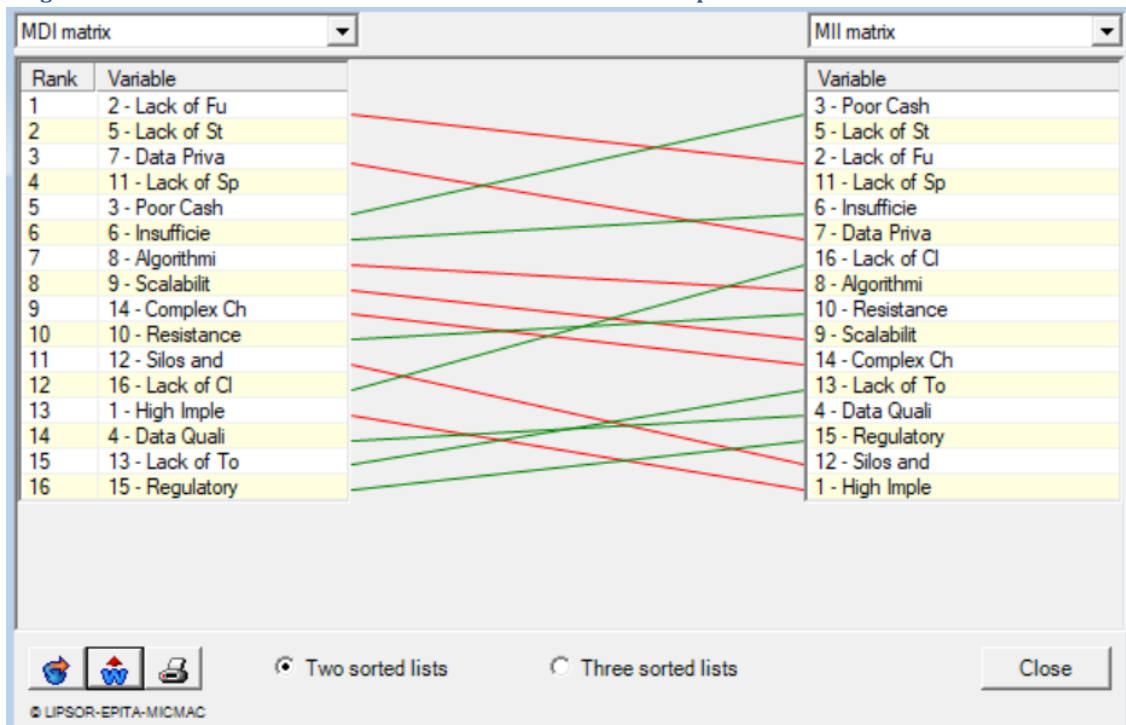 MDI matrix MII matrix
Rank Variable Variable
1 2 - Lack of Fu 3 - Poor Cash
2 5 - Lack of St 5 - Lack of St
3 7 - Data Priva 2 - Lack of Fu
4 11 - Lack of Sp 11 - Lack of Sp
5 3 - Poor Cash 6 - Insufficie
6 6 - Insufficie 7 - Data Priva
7 8 - Algorithmi 16 - Lack of Cl
8 9 - Scalabilit 8 - Algorithmi
9 14 - Complex Ch 10 - Resistance
10 10 - Resistance 9 - Scalabilit
11 12 - Silos and 14 - Complex Ch
12 16 - Lack of Cl 13 - Lack of To
13 1 - High Imple 4 - Data Quali
14 4 - Data Quali 15 - Regulatory
15 13 - Lack of To 12 - Silos and
16 15 - Regulatory 1 - High Imple
Two sorted lists Three sorted lists Close
© LIPSOR-EPITA-MICMAC